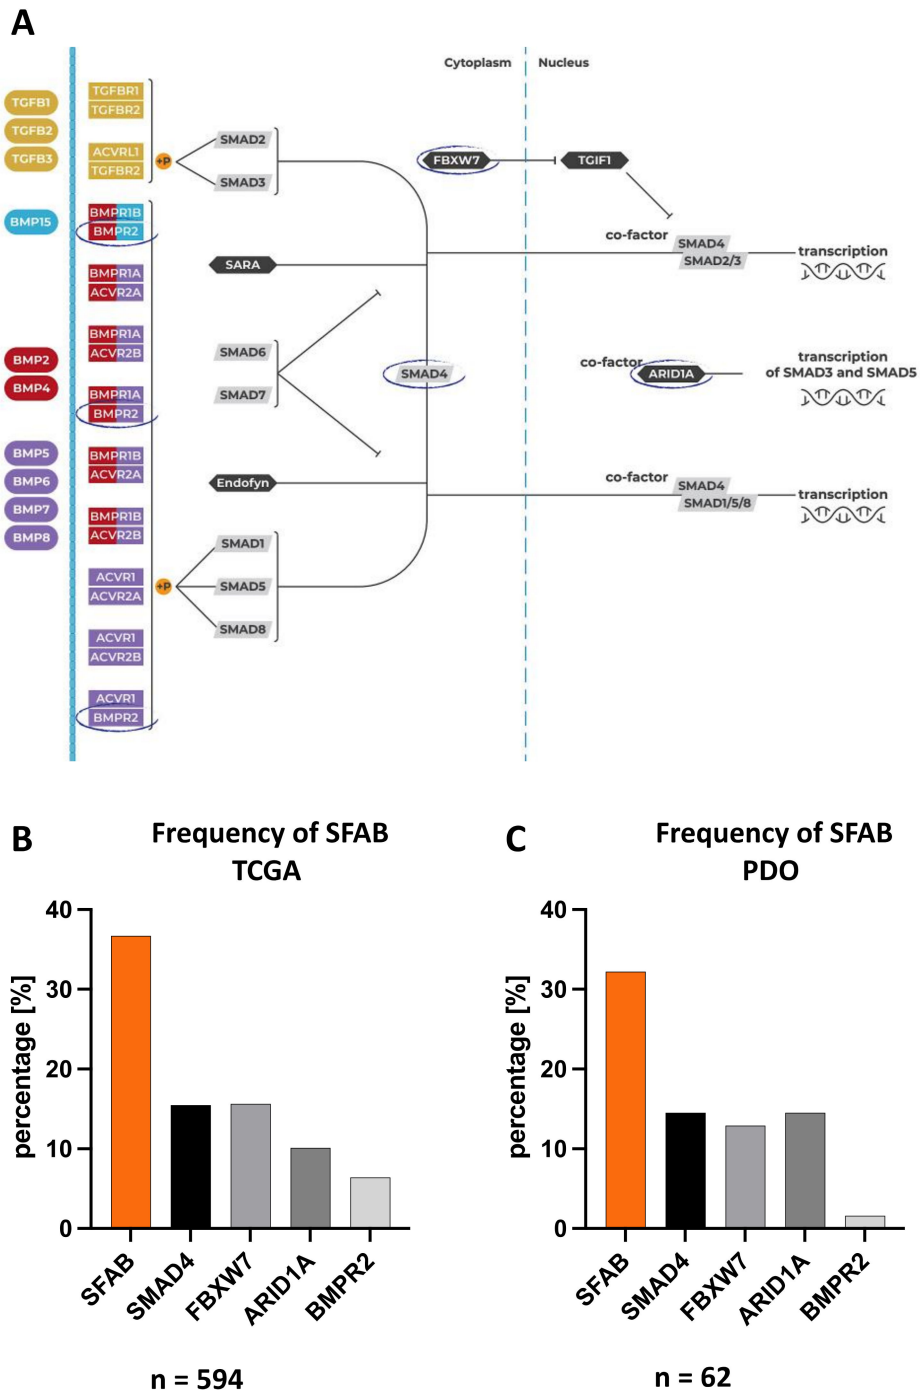 A
Cytoplasm
Nucleus
TGFB1
TGFB2
TGFB3
BMP15
BMP2
BMP4
BMP5
BMP6
BMP7
BMP8
TGFBR1
TGFBR2
ACVRL1
TGFBR2
BMPR1B
BMPR2
BMPR1A
ACVR2A
BMPR1A
ACVR2B
BMPR1A
BMPR2
BMPR1B
ACVR2A
BMPR1B
ACVR2B
ACVR1
ACVR2A
ACVR1
ACVR2B
ACVR1
BMPR2
+P
+P
SMAD2
SMAD3
SARA
SMAD6
SMAD7
Endofyn
SMAD1
SMAD5
SMAD8
SMAD4
FBXW7
TGIF1
co-factor
SMAD4
SMAD2/3
transcription
co-factor
ARID1A
transcription
of SMAD3 and SMAD5
co-factor
SMAD4
SMAD1/5/8
transcription
B
Frequency of SFAB
TCGA
percentage [%]
40
30
20
10
0
SFAB
SMAD4
FBXW7
ARID1A
BMPR2
n = 594
C
Frequency of SFAB
PDO
percentage [%]
40
30
20
10
0
SFAB
SMAD4
FBXW7
ARID1A
BMPR2
n = 62